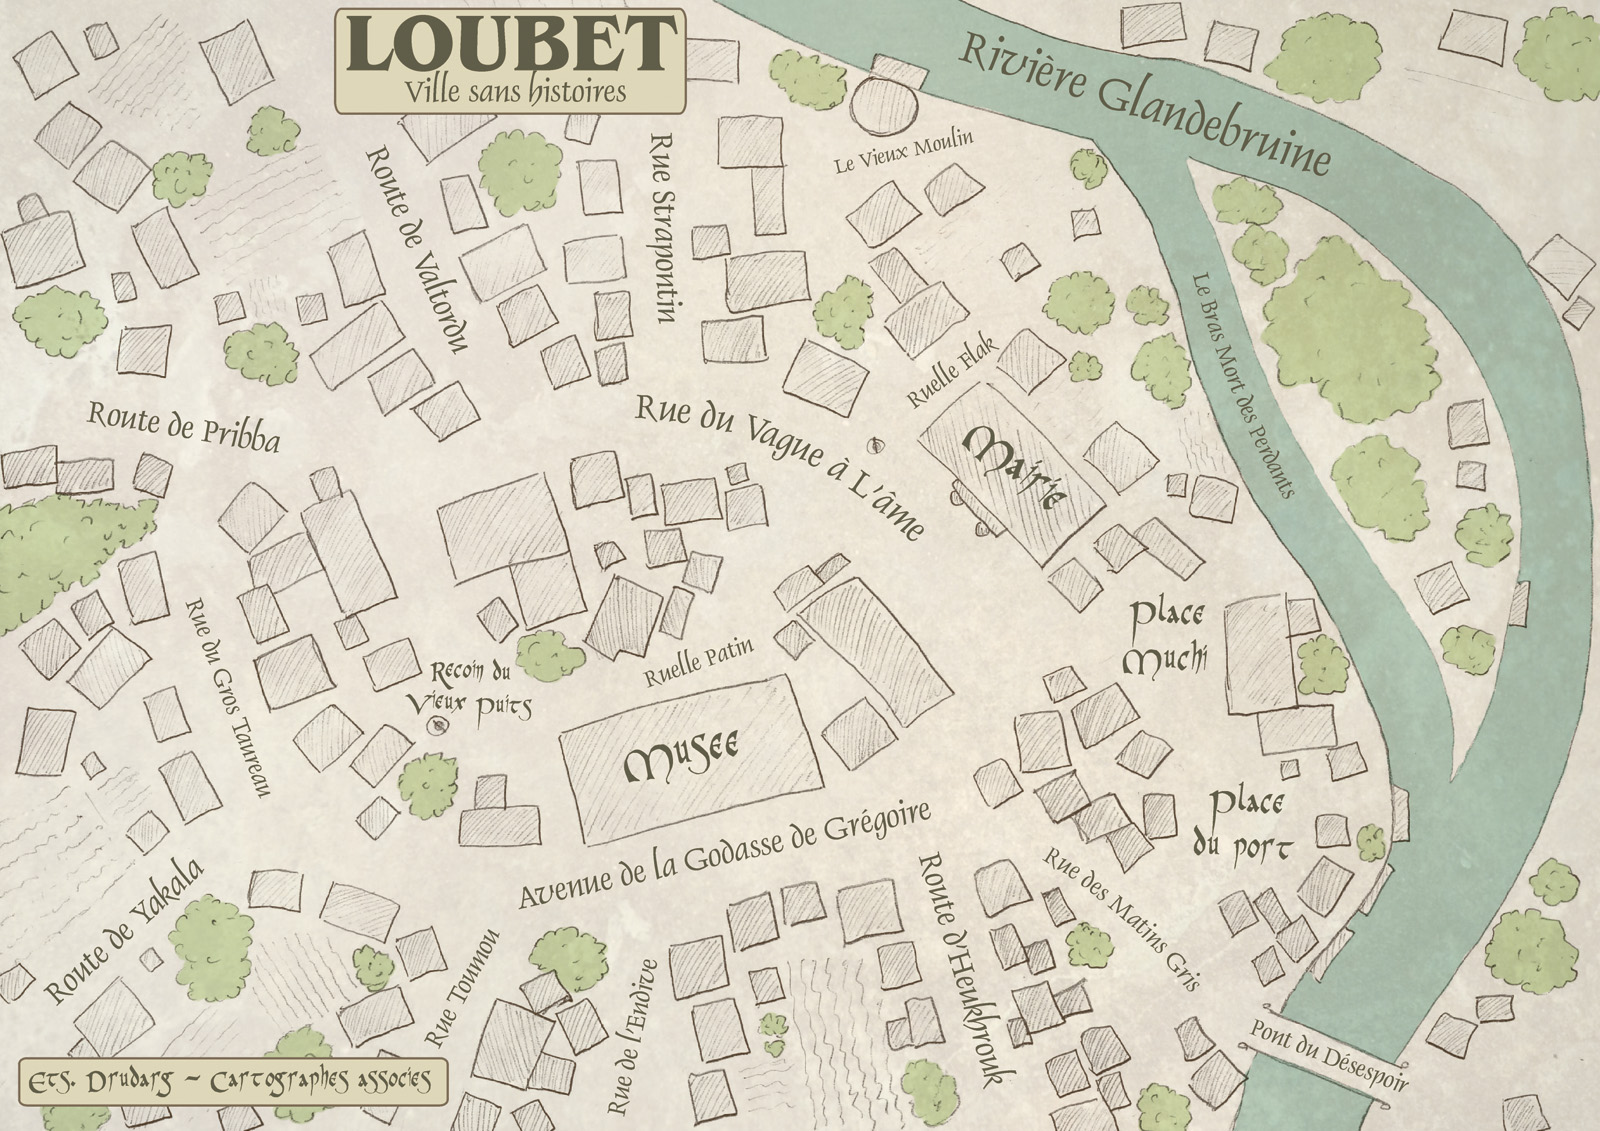 LOUBET
Ville sans histoires
Rivière Glandebruine
Le Vieux Moulin
Route de Valtordu
Rue Strapontin
Le Bras Mort des Perdants
Ruelle Flak
Route de Pribba
Rue du Vague à L'âme
Mairie
Place
Muchi
Rue du Gros Taureau
Recoin du
Vieux Puits
Ruelle Patin
Musee
Place
du port
Avenue de la Godasse de Grégoire
Rue des Matins Gris
Route d'Heukbrouk
Route de Yakala
Rue Toumou
Rue de l'Endive
Pont du Désespoir
Ets. Drudarg ~ Cartographes associes